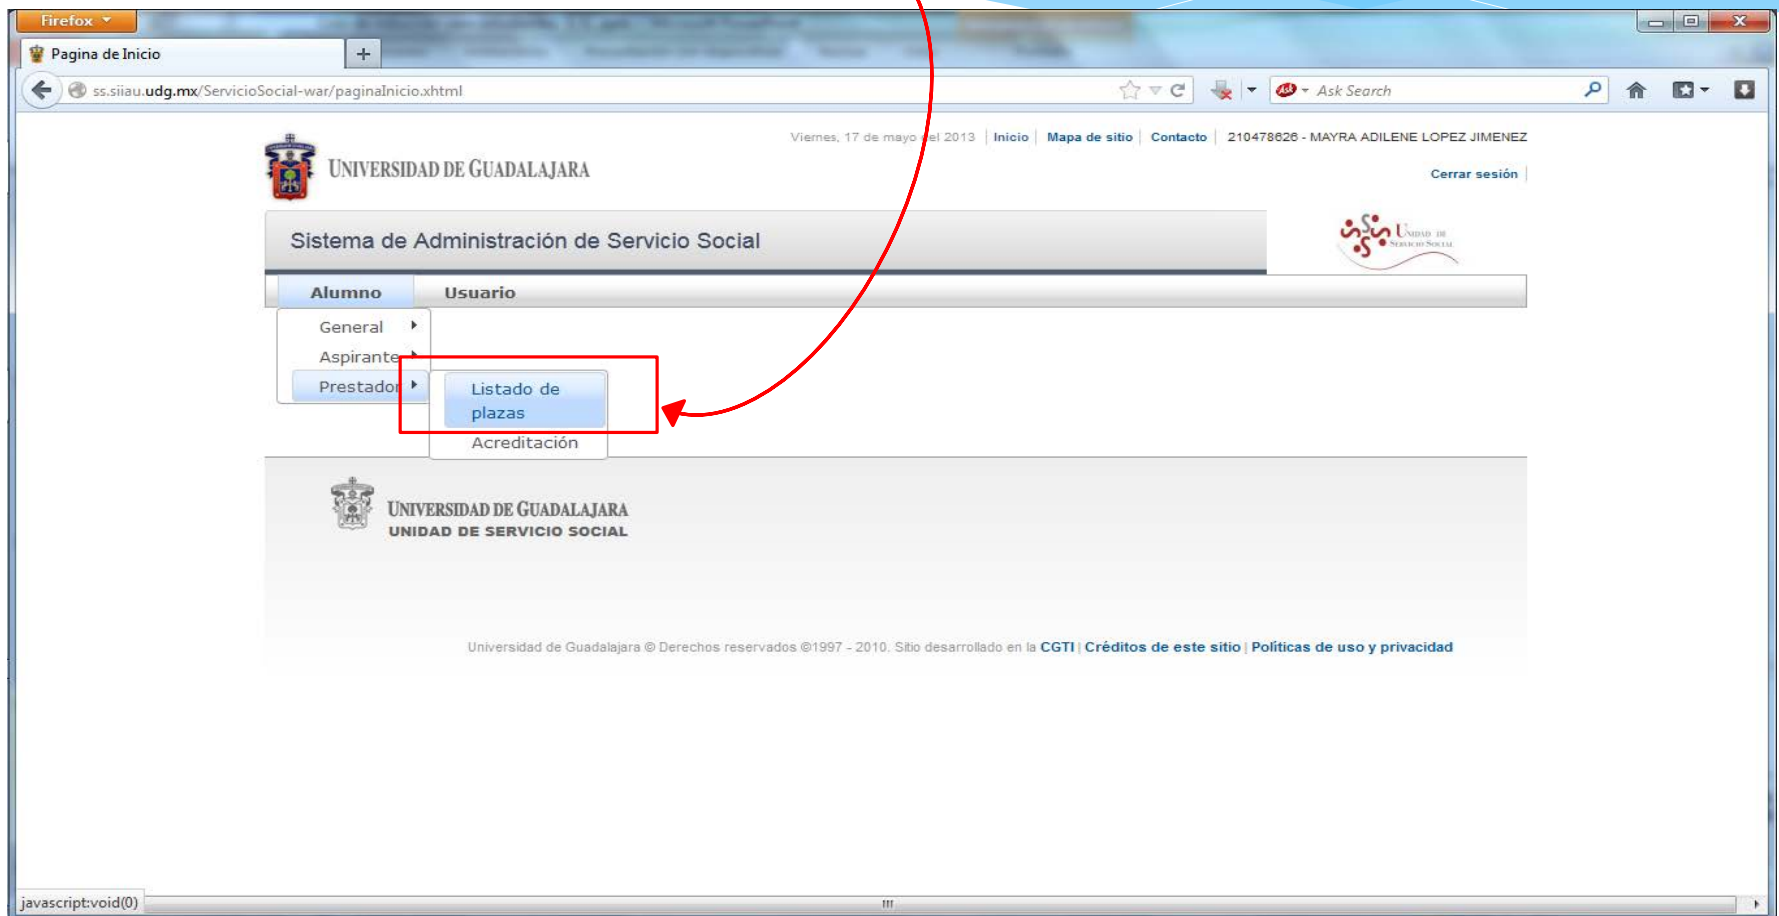 Firefox
Pagina de Inicio
ss.siiau.udg.mx/ServicioSocial-war/paginaInicio.xhtml
Ask Search
Viernes, 17 de mayo del 2013 | Inicio | Mapa de sitio | Contacto | 210478626 - MAYRA ADILENE LOPEZ JIMENEZ
UNIVERSIDAD DE GUADALAJARA
Cerrar sesión |
Sistema de Administración de Servicio Social
UNIDAD DE
SERVICIO SOCIAL
Alumno Usuario
General
Aspirante
Prestador
Listado de
plazas
Acreditación
UNIVERSIDAD DE GUADALAJARA
UNIDAD DE SERVICIO SOCIAL
Universidad de Guadalajara © Derechos reservados ©1997 - 2010. Sitio desarrollado en la CGTI | Créditos de este sitio | Políticas de uso y privacidad
javascript:void(0)